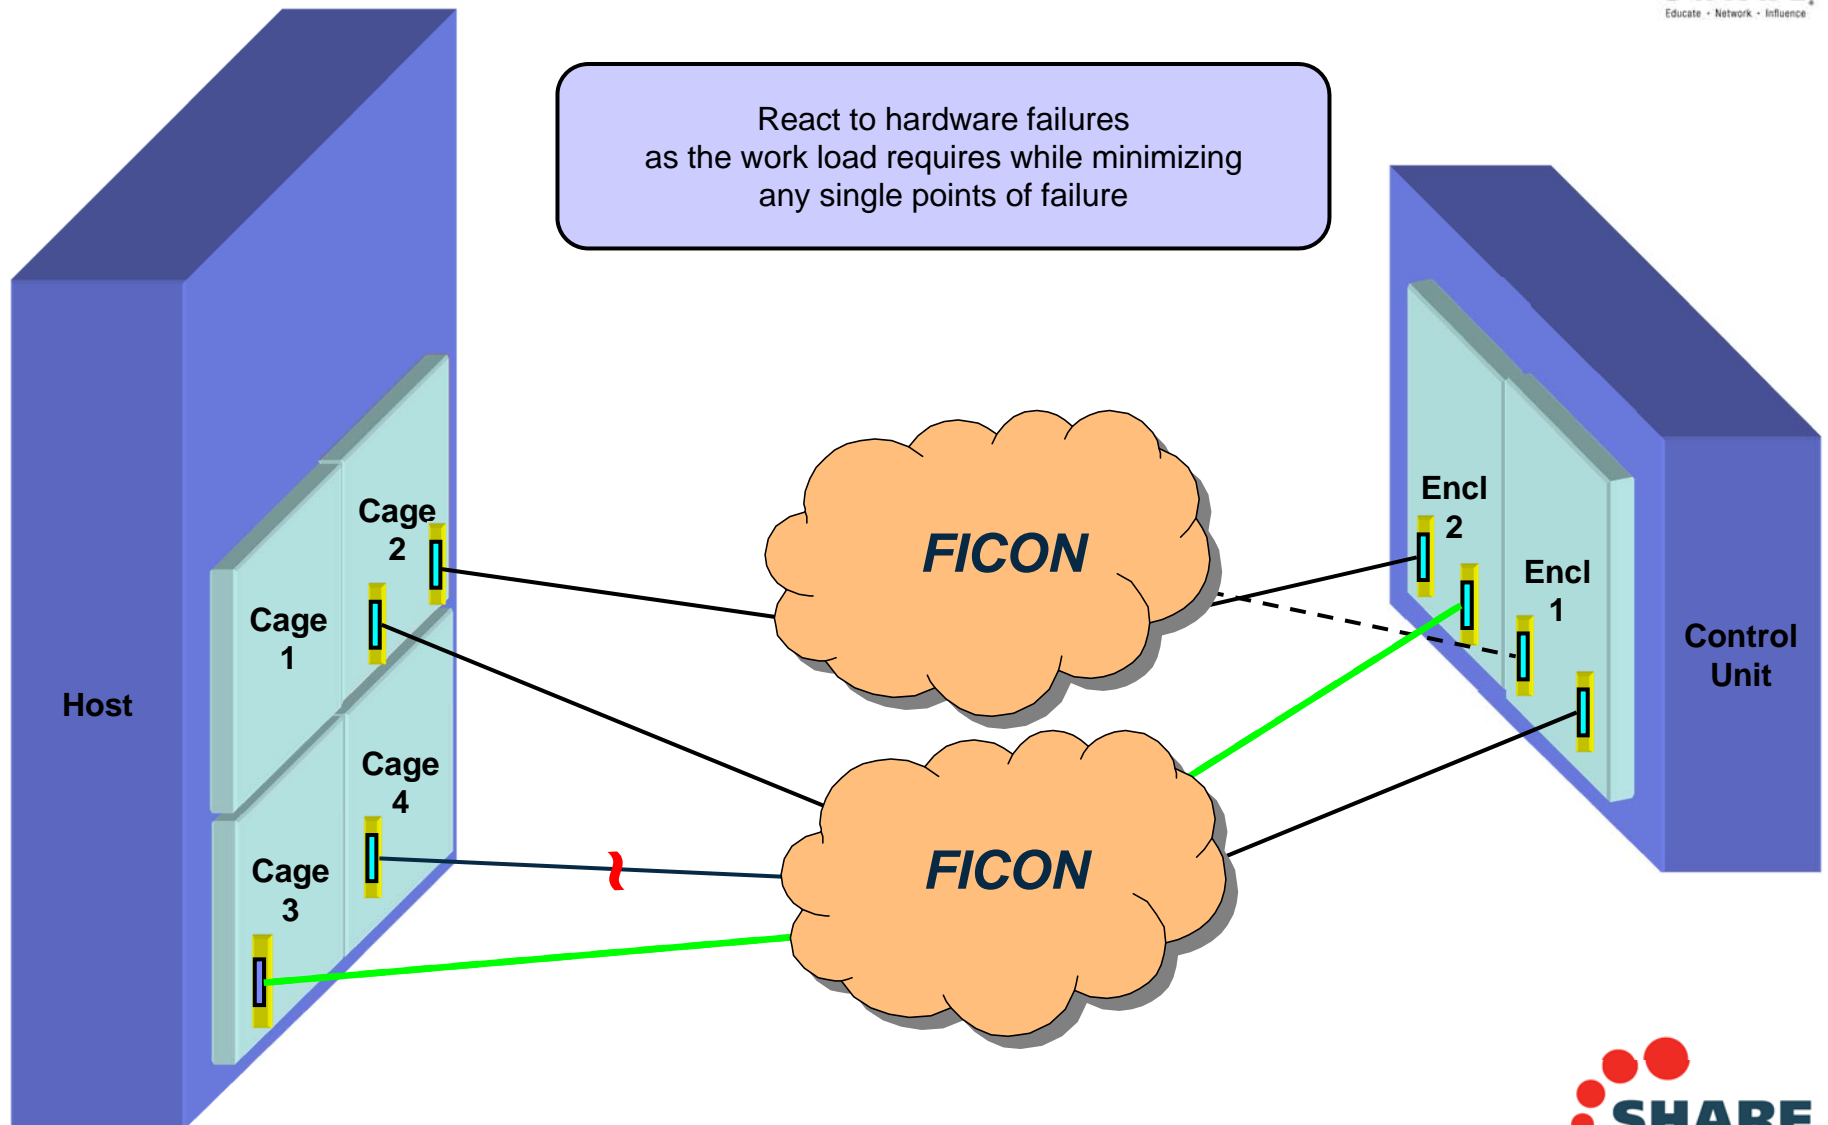 Educate · Network · Influence
React to hardware failures
as the work load requires while minimizing
any single points of failure
Cage
2
Cage
1
Host
Cage
4
Cage
3
FICON
FICON
Encl
2
Encl
1
Control
Unit
SHARE